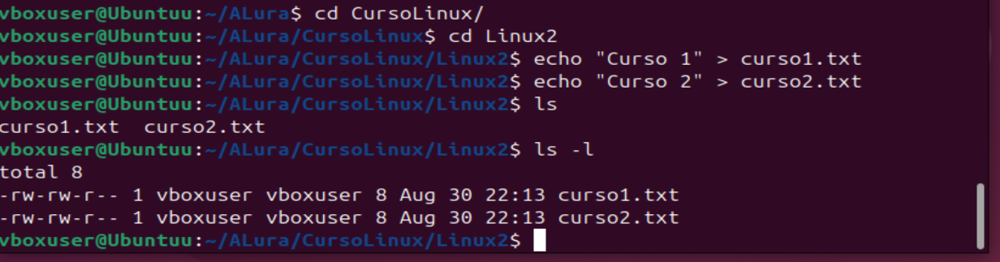 vboxuser@Ubuntuu:~/ALura$ cd CursoLinux/
vboxuser@Ubuntuu:~/ALura/CursoLinux$ cd Linux2
vboxuser@Ubuntuu:~/ALura/CursoLinux/Linux2$ echo "Curso 1" > curso1.txt
vboxuser@Ubuntuu:~/ALura/CursoLinux/Linux2$ echo "Curso 2" > curso2.txt
vboxuser@Ubuntuu:~/ALura/CursoLinux/Linux2$ ls
curso1.txt  curso2.txt
vboxuser@Ubuntuu:~/ALura/CursoLinux/Linux2$ ls -l
total 8
-rw-rw-r-- 1 vboxuser vboxuser 8 Aug 30 22:13 curso1.txt
-rw-rw-r-- 1 vboxuser vboxuser 8 Aug 30 22:13 curso2.txt
vboxuser@Ubuntuu:~/ALura/CursoLinux/Linux2$